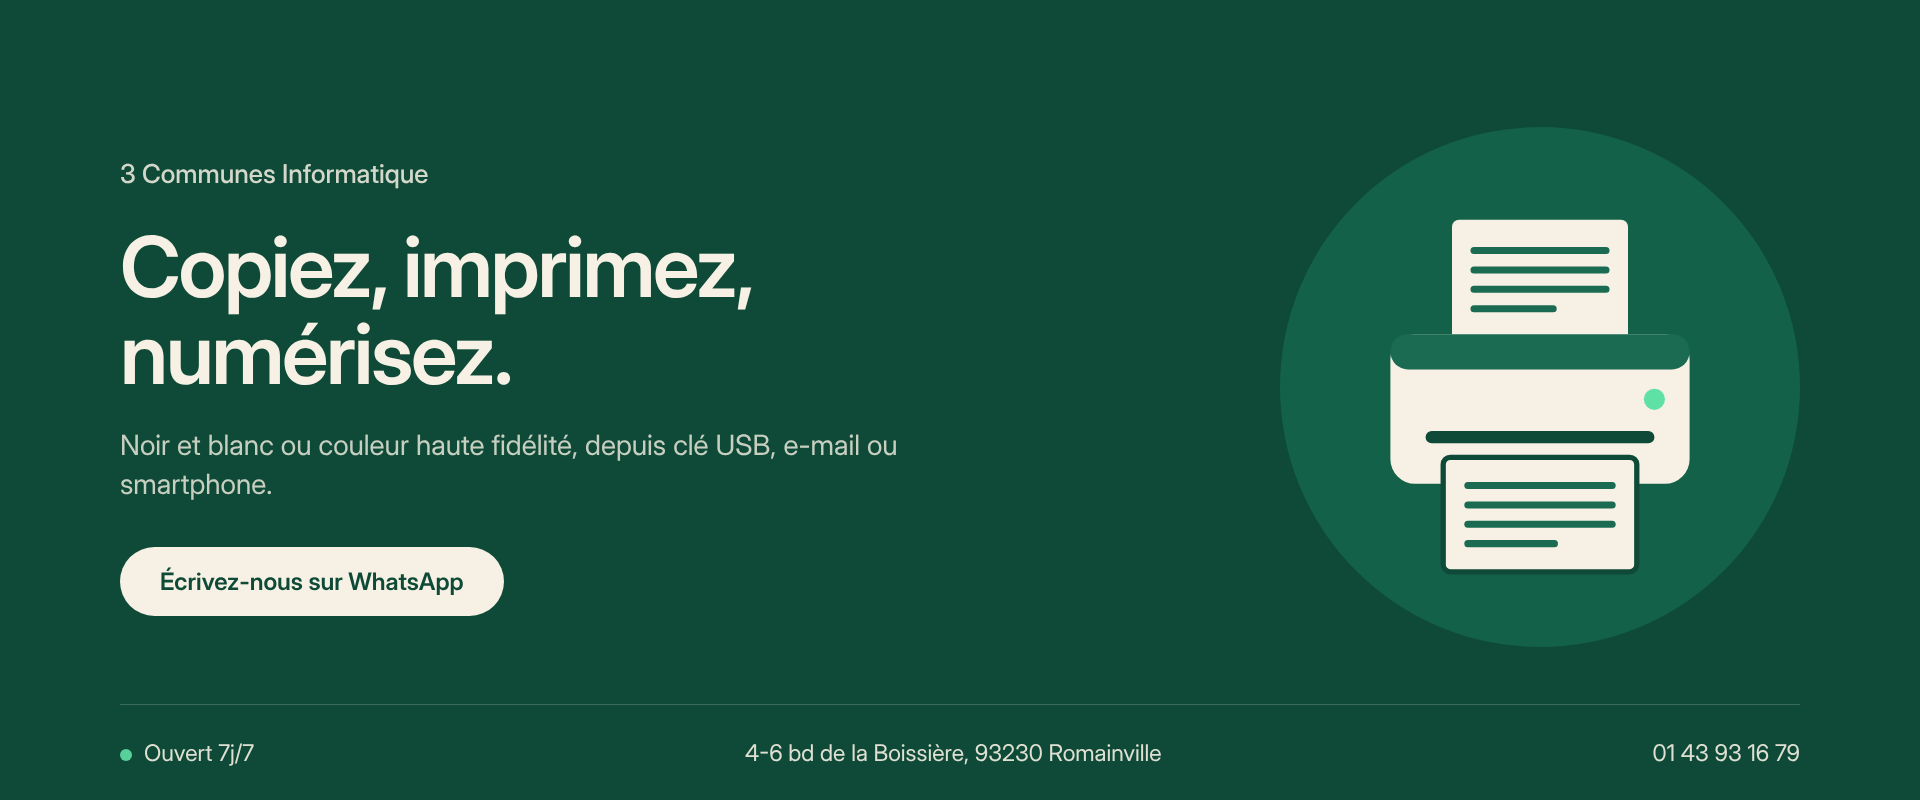 3 Communes Informatique
Copiez, imprimez,
numérisez.
Noir et blanc ou couleur haute fidélité, depuis clé USB, e-mail ou
smartphone.
Écrivez-nous sur WhatsApp
Ouvert 7j/7
4-6 bd de la Boissière, 93230 Romainville
01 43 93 16 79